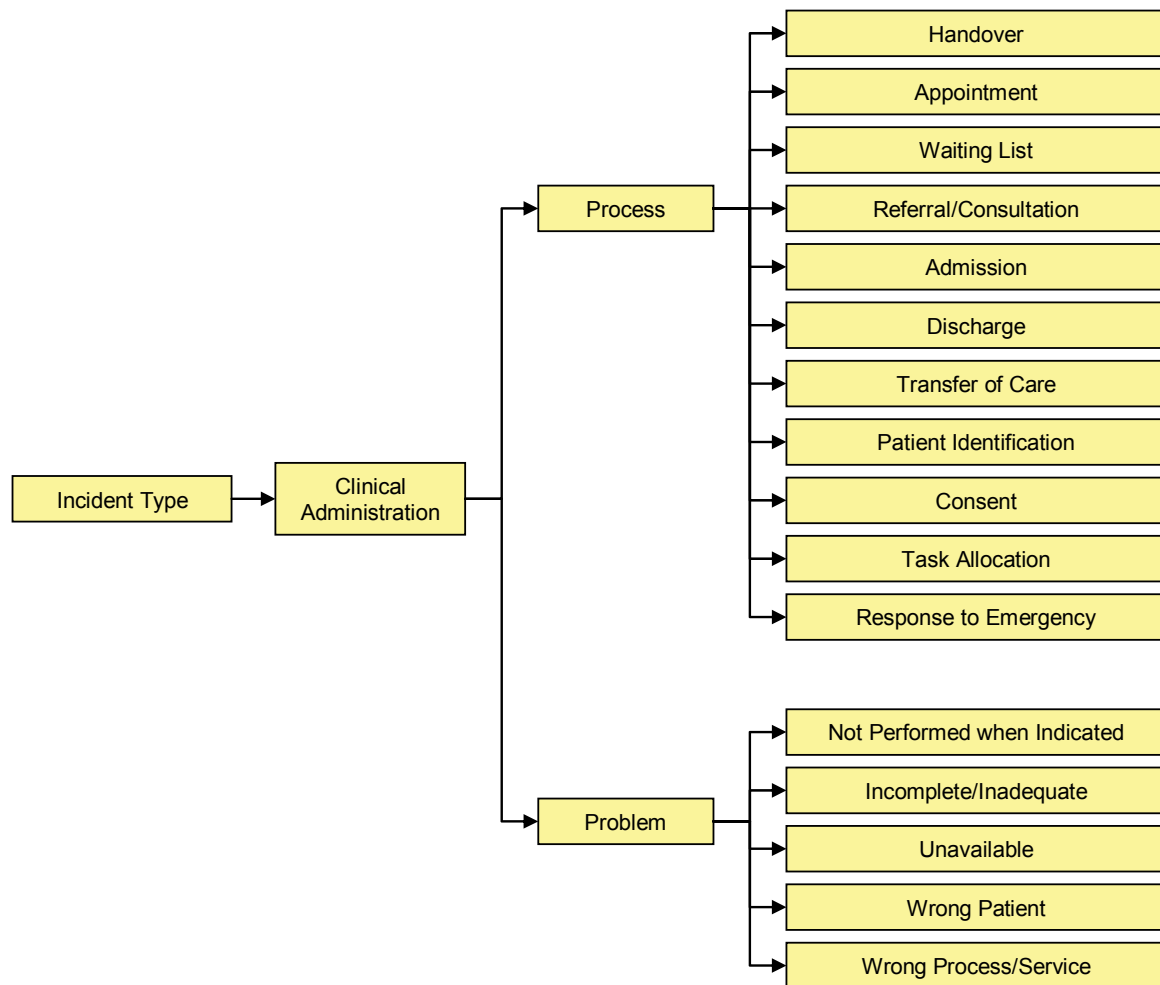 Handover
Appointment
Waiting List
Process
Referral/Consultation
Admission
Discharge
Transfer of Care
Patient Identification
Incident Type
Clinical
Administration
Consent
Task Allocation
Response to Emergency
Not Performed when Indicated
Incomplete/Inadequate
Problem
Unavailable
Wrong Patient
Wrong Process/Service